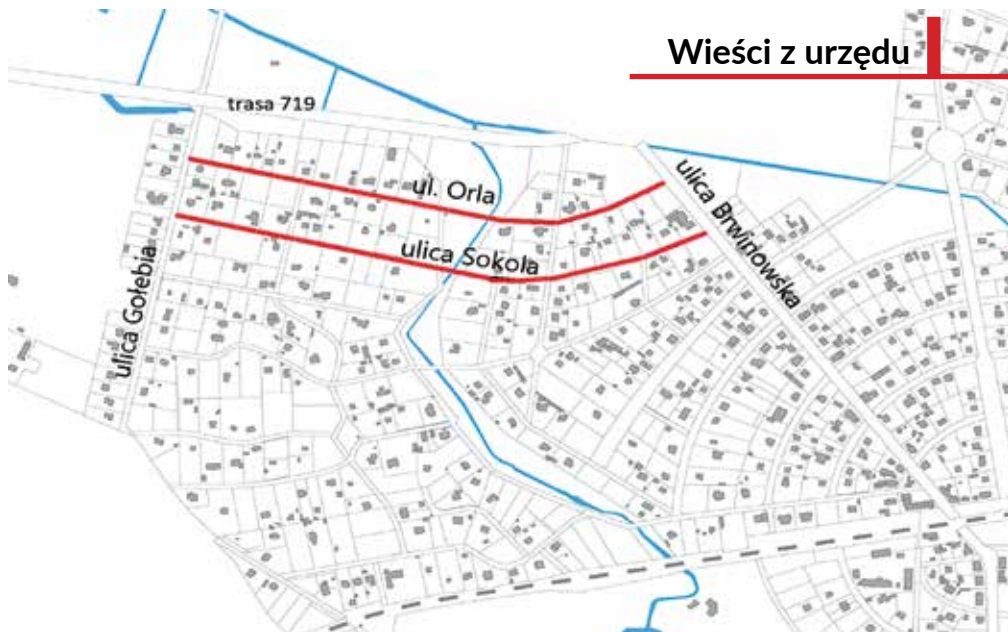 Wieści z urzędu
trasa 719
ul. Orla
ulica Sokola
ulica Brwinowska
ulica Gołębia